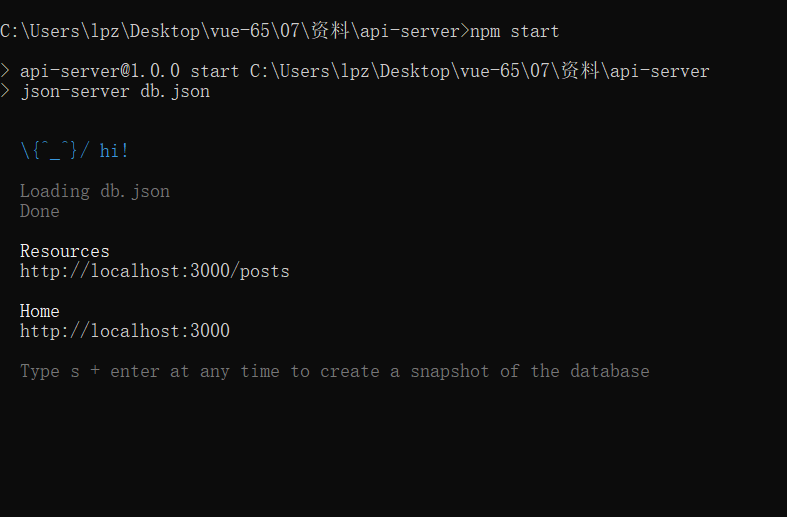 C:\Users\lpz\Desktop\vue-65\07\资料\api-server>npm start
> api-server@1.0.0 start C:\Users\lpz\Desktop\vue-65\07\资料\api-server
> json-server db.json
\{^_^}/ hi!
Loading db.json
Done
Resources
http://localhost:3000/posts
Home
http://localhost:3000
Type s + enter at any time to create a snapshot of the database